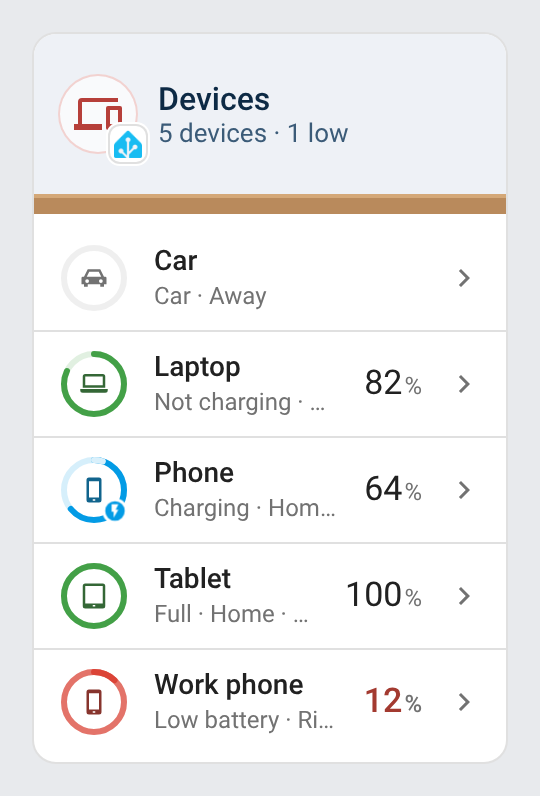 Devices
5 devices · 1 low
Car
Car · Away
Laptop
Not charging · ...
82%
Phone
Charging · Hom...
64%
Tablet
Full · Home · ...
100%
Work phone
Low battery · Ri...
12%